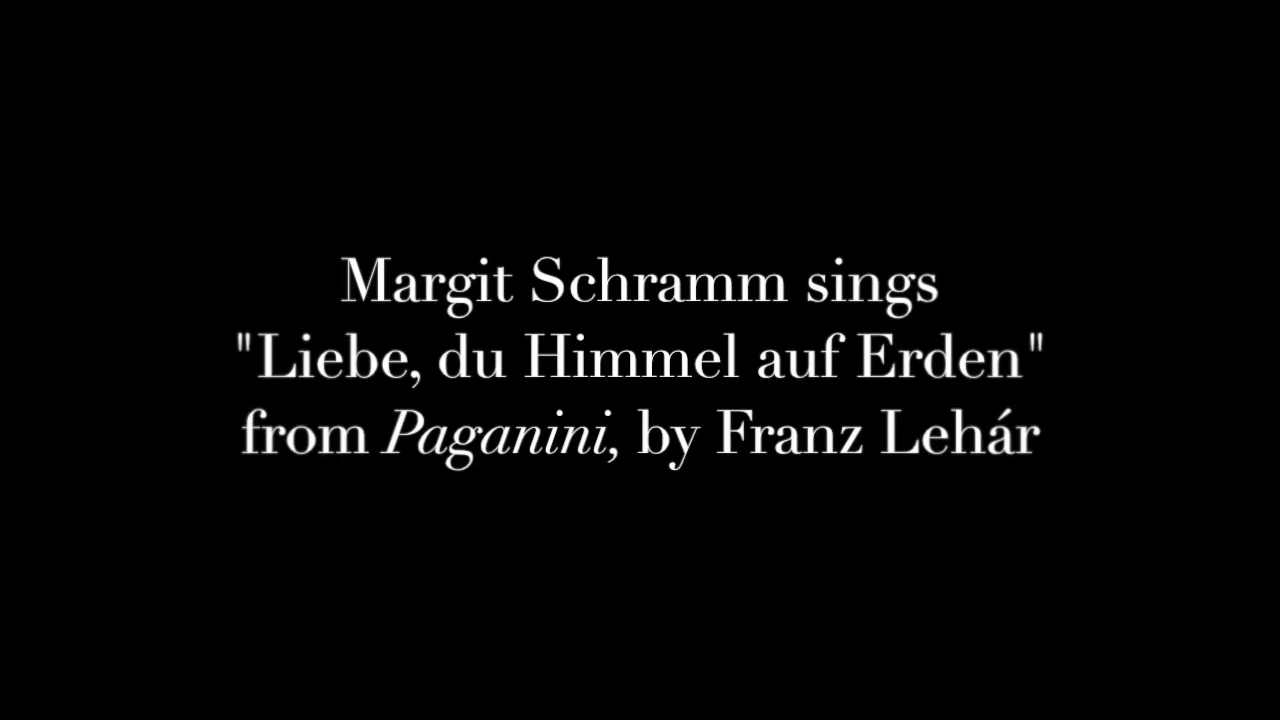 Margit Schramm sings
"Liebe, du Himmel auf Erden"
from Paganini, by Franz Lehár